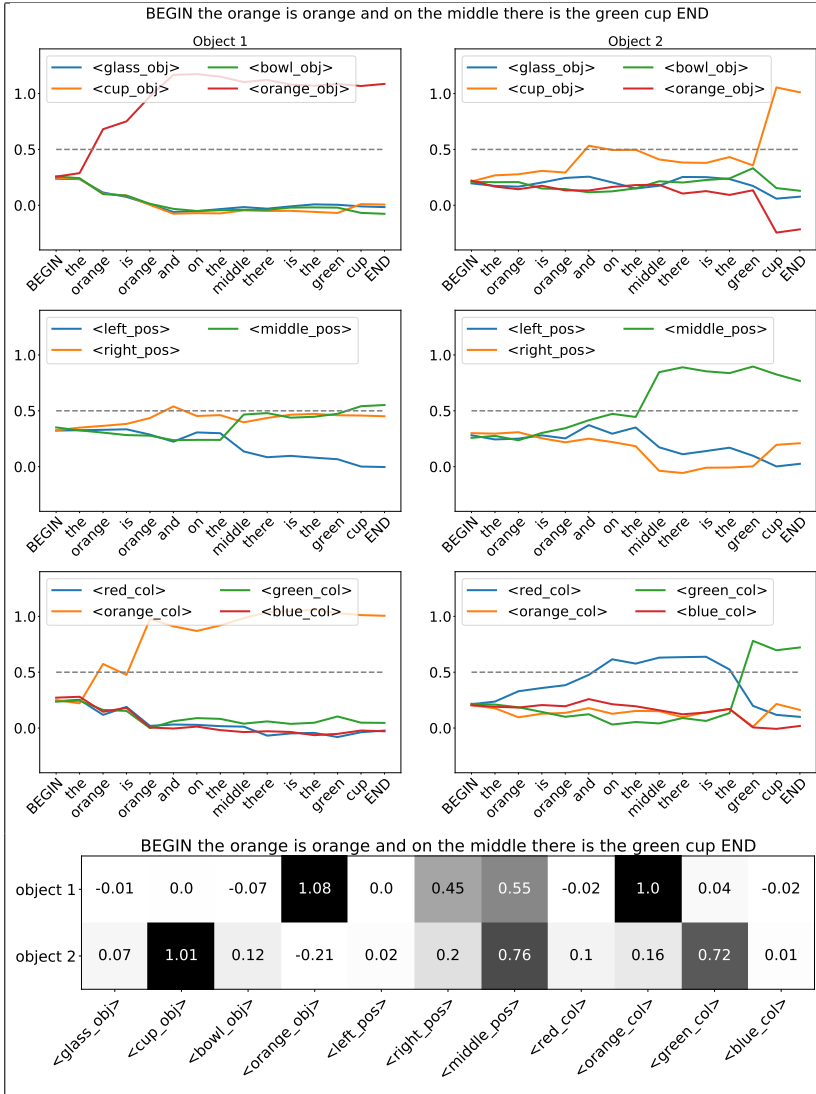 BEGIN the orange is orange and on the middle there is the green cup END
Object 1
<glass_obj> <bowl_obj>
<cup_obj> <orange_obj>
1.0
0.5
0.0
BEGIN the orange is orange and on the middle there is the green cup END
Object 2
<glass_obj> <bowl_obj>
<cup_obj> <orange_obj>
1.0
0.5
0.0
BEGIN the orange is orange and on the middle there is the green cup END
<left_pos> <middle_pos>
<right_pos>
1.0
0.5
0.0
BEGIN the orange is orange and on the middle there is the green cup END
<left_pos> <middle_pos>
<right_pos>
1.0
0.5
0.0
BEGIN the orange is orange and on the middle there is the green cup END
<red_col> <green_col>
<orange_col> <blue_col>
1.0
0.5
0.0
BEGIN the orange is orange and on the middle there is the green cup END
<red_col> <green_col>
<orange_col> <blue_col>
1.0
0.5
0.0
BEGIN the orange is orange and on the middle there is the green cup END
BEGIN the orange is orange and on the middle there is the green cup END
object 1 -0.01 0.0 -0.07 1.08 0.0 0.45 0.55 -0.02 1.0 0.04 -0.02
object 2 0.07 1.01 0.12 -0.21 0.02 0.2 0.76 0.1 0.16 0.72 0.01
<glass_obj> <cup_obj> <bowl_obj> <orange_obj> <left_pos> <right_pos> <middle_pos> <red_col> <orange_col> <green_col> <blue_col>